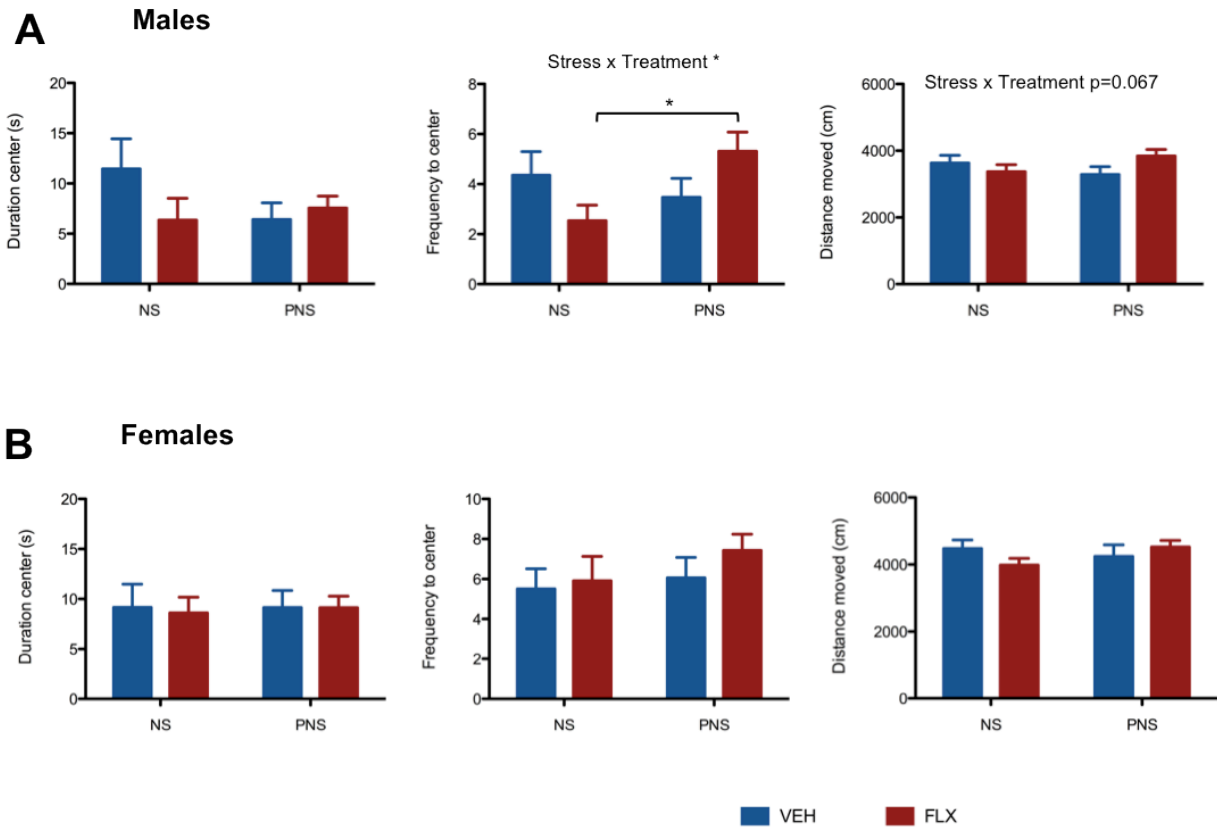 A
Males
Duration center (s)
20
15
10
5
0
NS
PNS
Stress x Treatment *
Frequency to center
8
6
4
2
0
*
NS
PNS
Stress x Treatment p=0.067
Distance moved (cm)
6000
4000
2000
0
NS
PNS
B
Females
Duration center (s)
20
15
10
5
0
NS
PNS
Frequency to center
10
8
6
4
2
0
NS
PNS
Distance moved (cm)
6000
4000
2000
0
NS
PNS
VEH
FLX